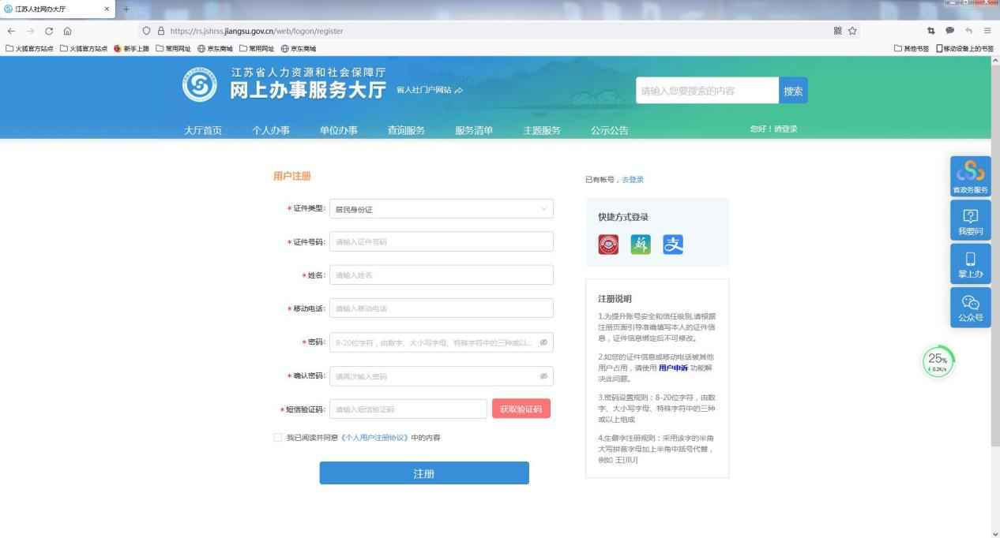 江苏人社网办大厅
https://rs.jshrss.jiangsu.gov.cn/web/logon/register
火狐官方站点 火狐官方站点 新手上路 常用网址 京东商城 常用网址 京东商城 其他书签 移动设备上的书签
江苏省人力资源和社会保障厅
网上办事服务大厅 省人社门户网站
请输入您要搜索的内容 搜索
大厅首页 个人办事 单位办事 查询服务 服务清单 主题服务 公示公告 您好！请登录
用户注册
*证件类型: 居民身份证
*证件号码: 请输入证件号码
*姓名: 请输入姓名
*移动电话: 请输入移动电话
*密码: 8-20位字符，由数字、大小写字母、特殊字符中的三种或以...
*确认密码: 请再次输入密码
*短信验证码: 请输入短信验证码 获取验证码
我已阅读并同意《个人用户注册协议》中的内容
注册
已有帐号，去登录
快捷方式登录
蘇 支
注册说明
1.为提升账号安全和信任级别,请根据
注册页面引导准确填写本人的证件信
息，证件信息绑定后不可修改。
2.如您的证件信息或移动电话被其他
用户占用，请使用 用户申诉 功能解
决此问题。
3.密码设置规则：8-20位字符，由数
字、大小写字母、特殊字符中的三种
或以上组成
4.生僻字注册规则：采用该字的半角
大写拼音字母加上半角中括号代替，
例如 王[JIU]
省政务服务
我要问
掌上办
公众号
25%
0.2K/s